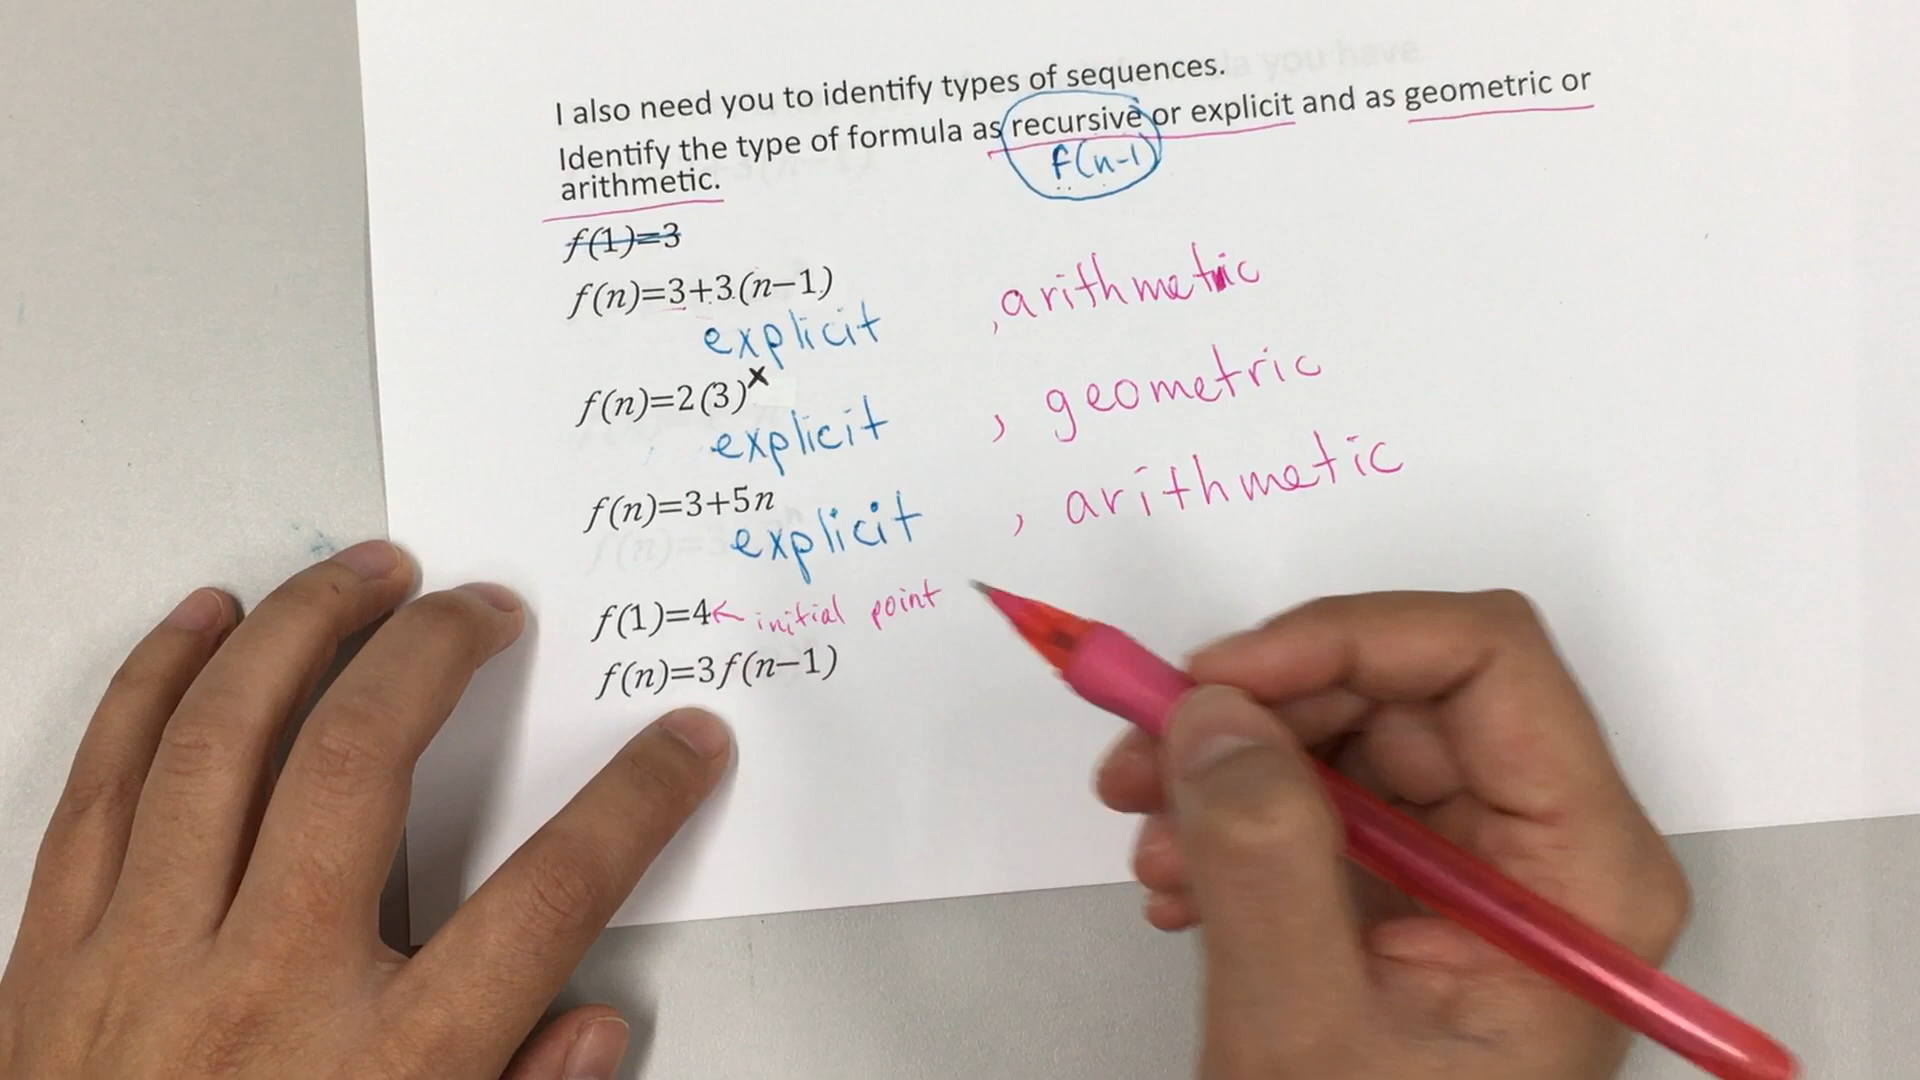 I also need you to identify types of sequences.
Identify the type of formula as recursive or explicit and as geometric or
f(n-1)
arithmetic.
f(1)=3
f(n)=3+3(n−1)
explicit , arithmetic
f(n)=2(3)^x
explicit , geometric
f(n)=3+5n
explicit , arithmetic
f(1)=4← initial point
f(n)=3f(n−1)